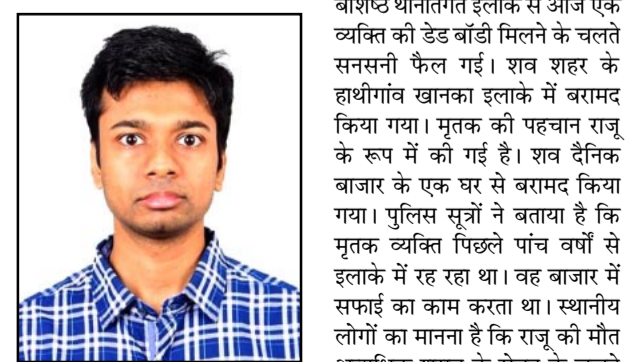 बशिष्ठ थानांतर्गत इलाके से आज एक
व्यक्ति की डेड बॉडी मिलने के चलते
सनसनी फैल गई। शव शहर के
हाथीगांव खानका इलाके में बरामद
किया गया। मृतक की पहचान राजू
के रूप में की गई है। शव दैनिक
बाजार के एक घर से बरामद किया
गया। पुलिस सूत्रों ने बताया है कि
मृतक व्यक्ति पिछले पांच वर्षों से
इलाके में रह रहा था। वह बाजार में
सफाई का काम करता था। स्थानीय
लोगों का मानना है कि राजू की मौत